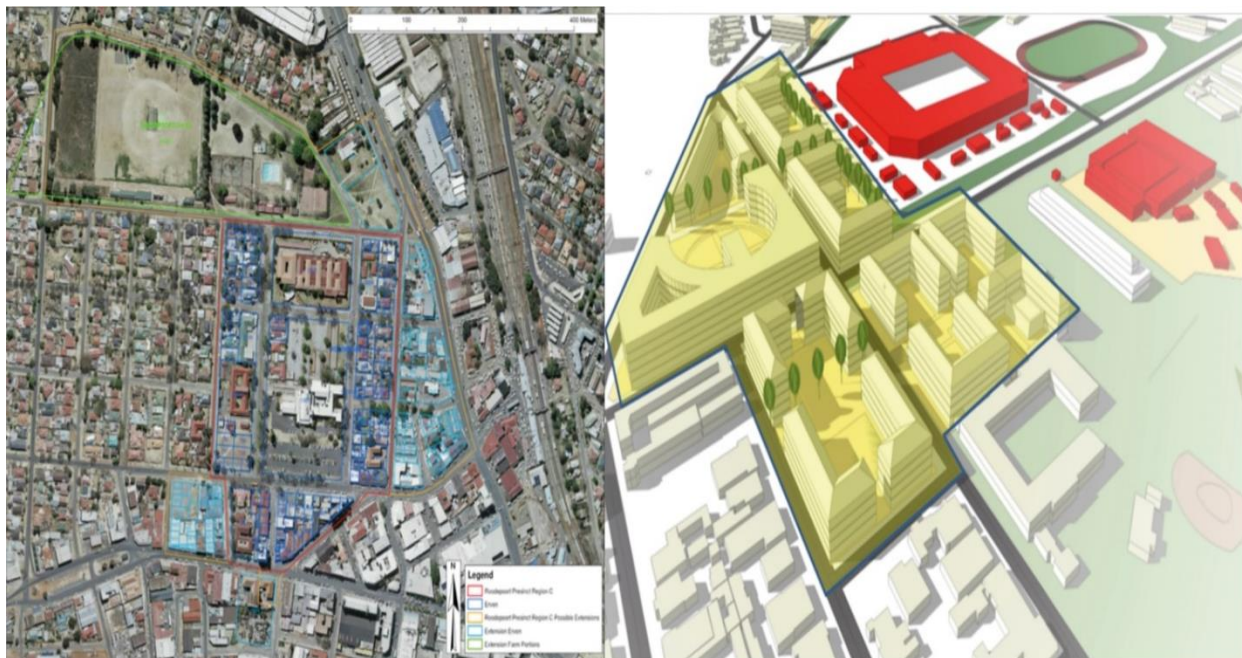 0 100 200 400 Meters
N
Legend
Roodepoort Precinct Region C
Erven
Roodepoort Precinct Region C Possible Extensions
Extension Erven
Extension Farm Portions